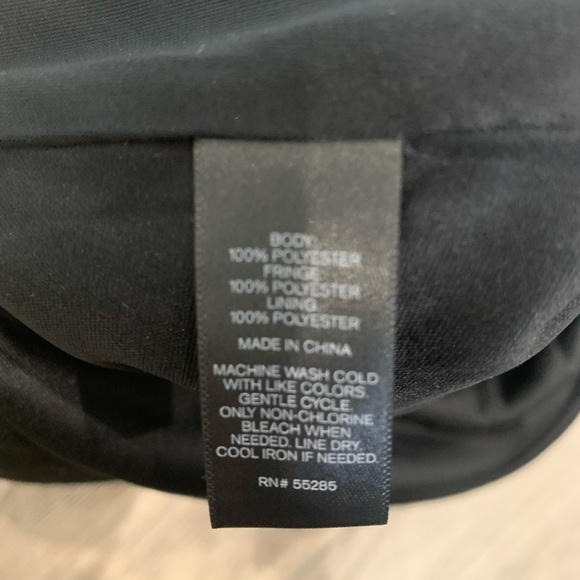 BODY:
100% POLYESTER
FRINGE:
100% POLYESTER
LINING:
100% POLYESTER
MADE IN CHINA
MACHINE WASH COLD
WITH LIKE COLORS.
GENTLE CYCLE.
ONLY NON-CHLORINE
BLEACH WHEN
NEEDED. LINE DRY.
COOL IRON IF NEEDED.
RN# 55285